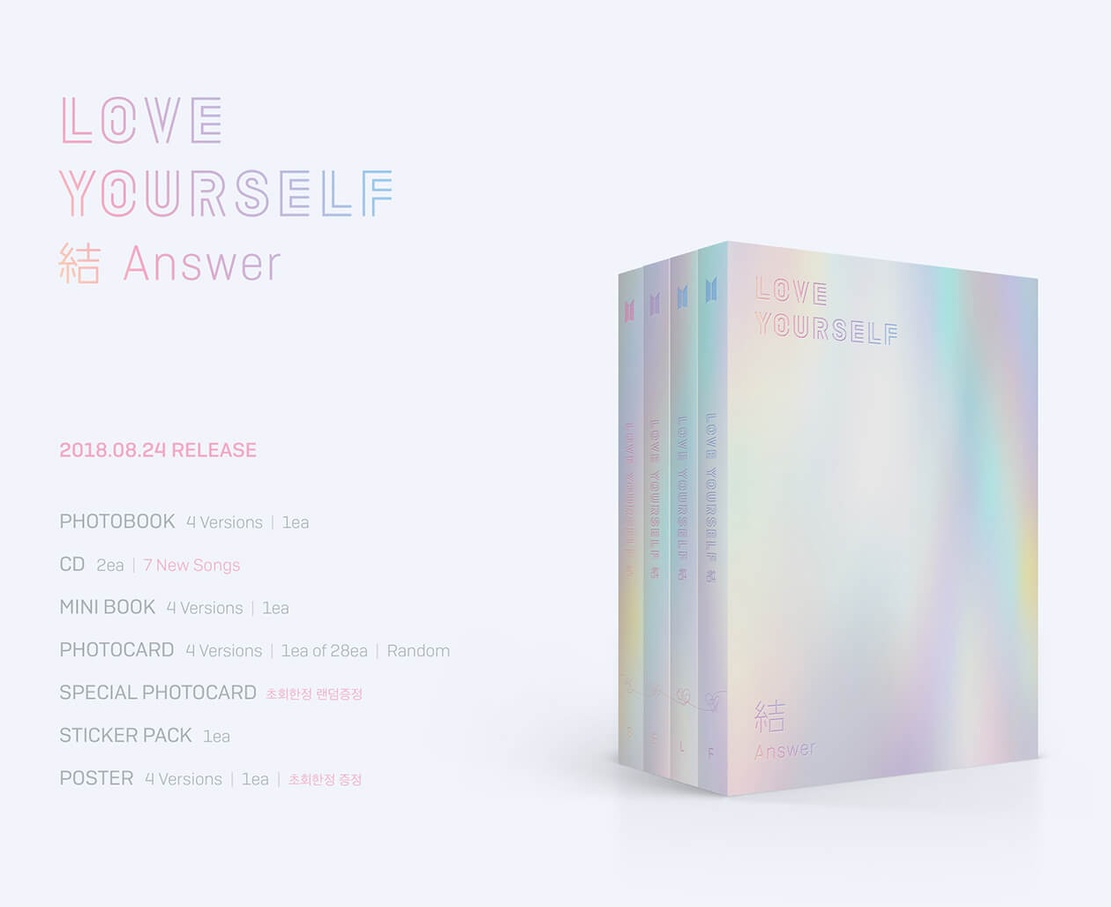 LOVE
YOURSELF
結 Answer
2018.08.24 RELEASE
PHOTOBOOK 4 Versions | 1ea
CD 2ea | 7 New Songs
MINI BOOK 4 Versions | 1ea
PHOTOCARD 4 Versions | 1ea of 28ea | Random
SPECIAL PHOTOCARD 초회한정 랜덤증정
STICKER PACK 1ea
POSTER 4 Versions | 1ea | 초회한정 증정
LOVE YOURSELF 結
LOVE YOURSELF 結
LOVE YOURSELF 結
LOVE YOURSELF 結
L
F
LOVE
YOURSELF
結
Answer